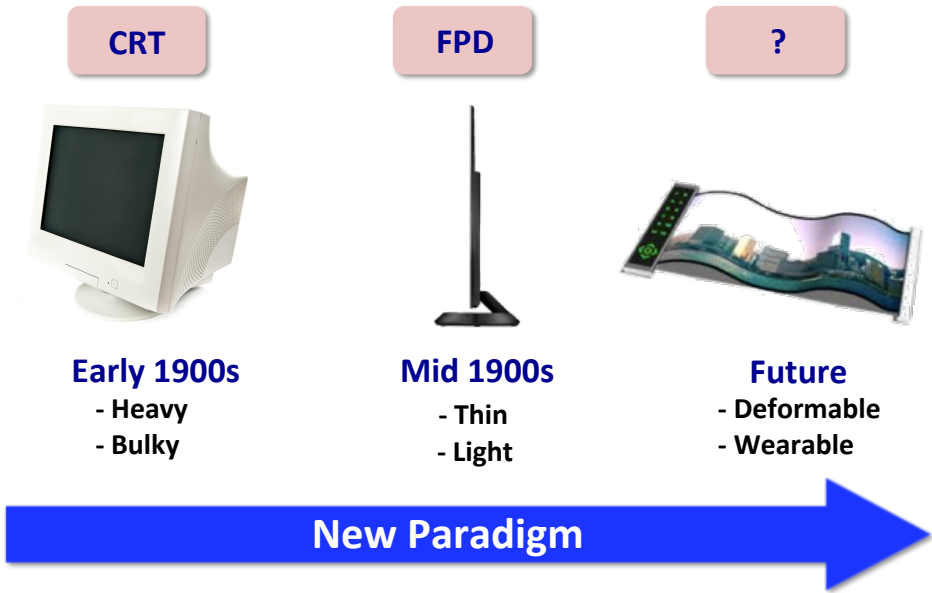 CRT
FPD
?
Early 1900s
- Heavy
- Bulky
Mid 1900s
- Thin
- Light
Future
- Deformable
- Wearable
New Paradigm